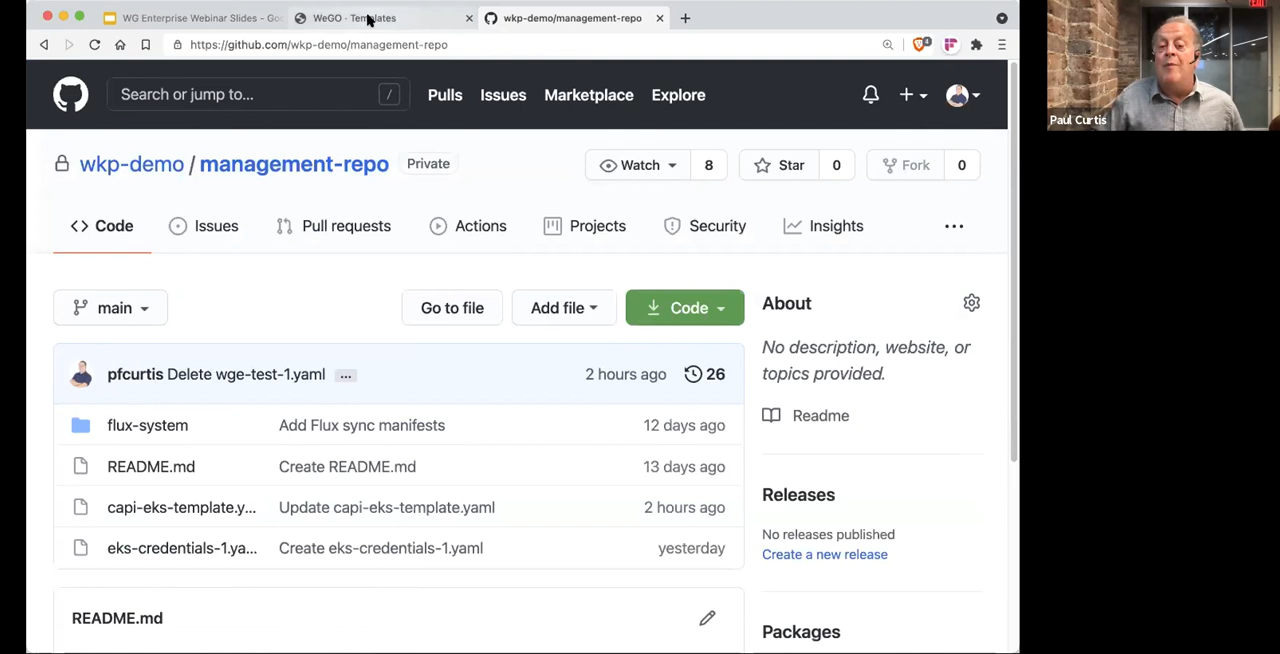 WG Enterprise Webinar Slides - Goo
WeGO · Templates
wkp-demo/management-repo
https://github.com/wkp-demo/management-repo
4
Search or jump to...
/
Pulls
Issues
Marketplace
Explore
wkp-demo / management-repo
Private
Watch
8
Star
0
Fork
0
Code
Issues
Pull requests
Actions
Projects
Security
Insights
main
Go to file
Add file
Code
About
No description, website, or
topics provided.
Readme
pfcurtis Delete wge-test-1.yaml
2 hours ago
26
flux-system
Add Flux sync manifests
12 days ago
README.md
Create README.md
13 days ago
capi-eks-template.y...
Update capi-eks-template.yaml
2 hours ago
eks-credentials-1.ya...
Create eks-credentials-1.yaml
yesterday
Releases
No releases published
Create a new release
README.md
Packages
EXIT
Paul Curtis